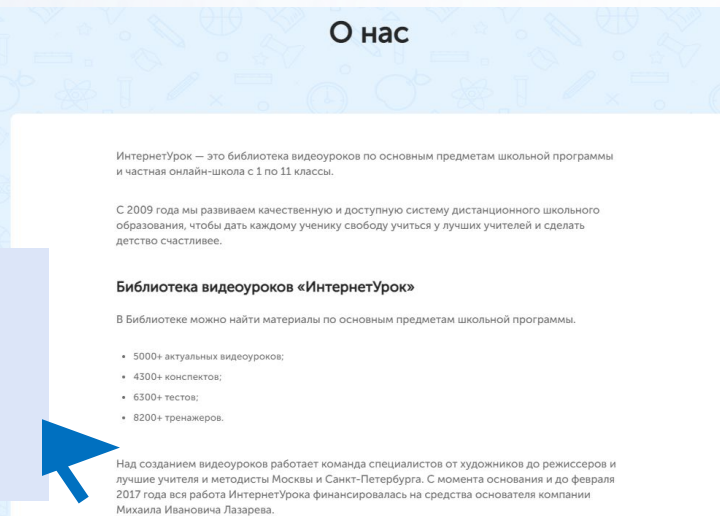 О нас
ИнтернетУрок — это библиотека видеоуроков по основным предметам школьной программы
и частная онлайн-школа с 1 по 11 классы.
С 2009 года мы развиваем качественную и доступную систему дистанционного школьного
образования, чтобы дать каждому ученику свободу учиться у лучших учителей и сделать
детство счастливее.
Библиотека видеоуроков «ИнтернетУрок»
В Библиотеке можно найти материалы по основным предметам школьной программы.
• 5000+ актуальных видеоуроков;
• 4300+ конспектов;
• 6300+ тестов;
• 8200+ тренажеров.
Над созданием видеоуроков работает команда специалистов от художников до режиссеров и
лучшие учителя и методисты Москвы и Санкт-Петербурга. С момента основания и до февраля
2017 года вся работа ИнтернетУрока финансировалась на средства основателя компании
Михаила Ивановича Лазарева.